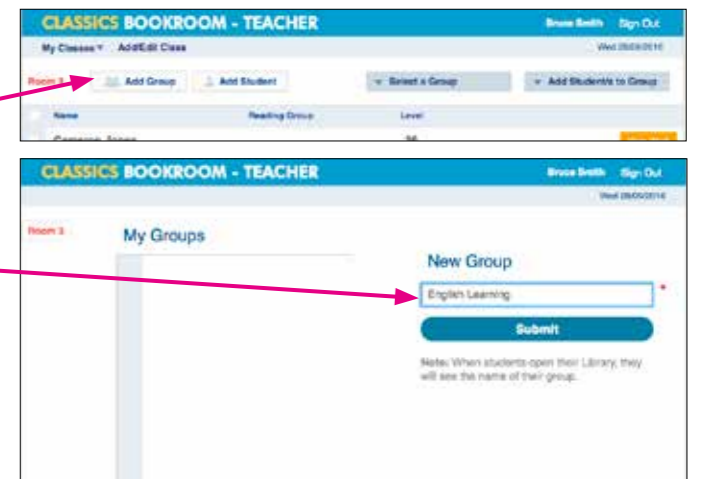 CLASSICS BOOKROOM - TEACHER Bruce Smith Sign Out
My Classes Add/Edit Class Wed
Room 3 Add Group Add Student Select a Group Add Student/s to Group
Name Reading Group Level
CLASSICS BOOKROOM - TEACHER Bruce Smith Sign Out
Wed
Room 3 My Groups
New Group
English Learning *
Submit
Note: When students open their Library, they
will see the name of their group.